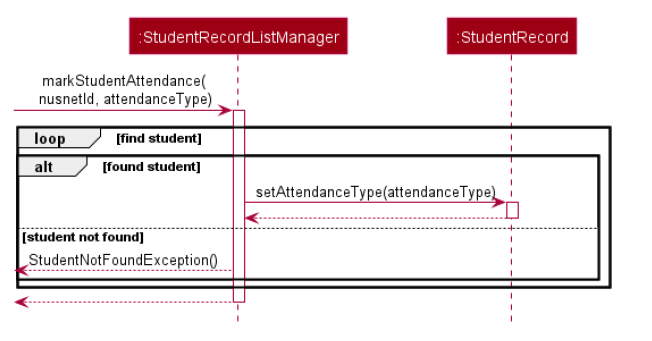 :StudentRecordListManager
:StudentRecord
markStudentAttendance(
nusnetId, attendanceType)
loop
[find student]
alt
[found student]
setAttendanceType(attendanceType)
[student not found]
StudentNotFoundException()